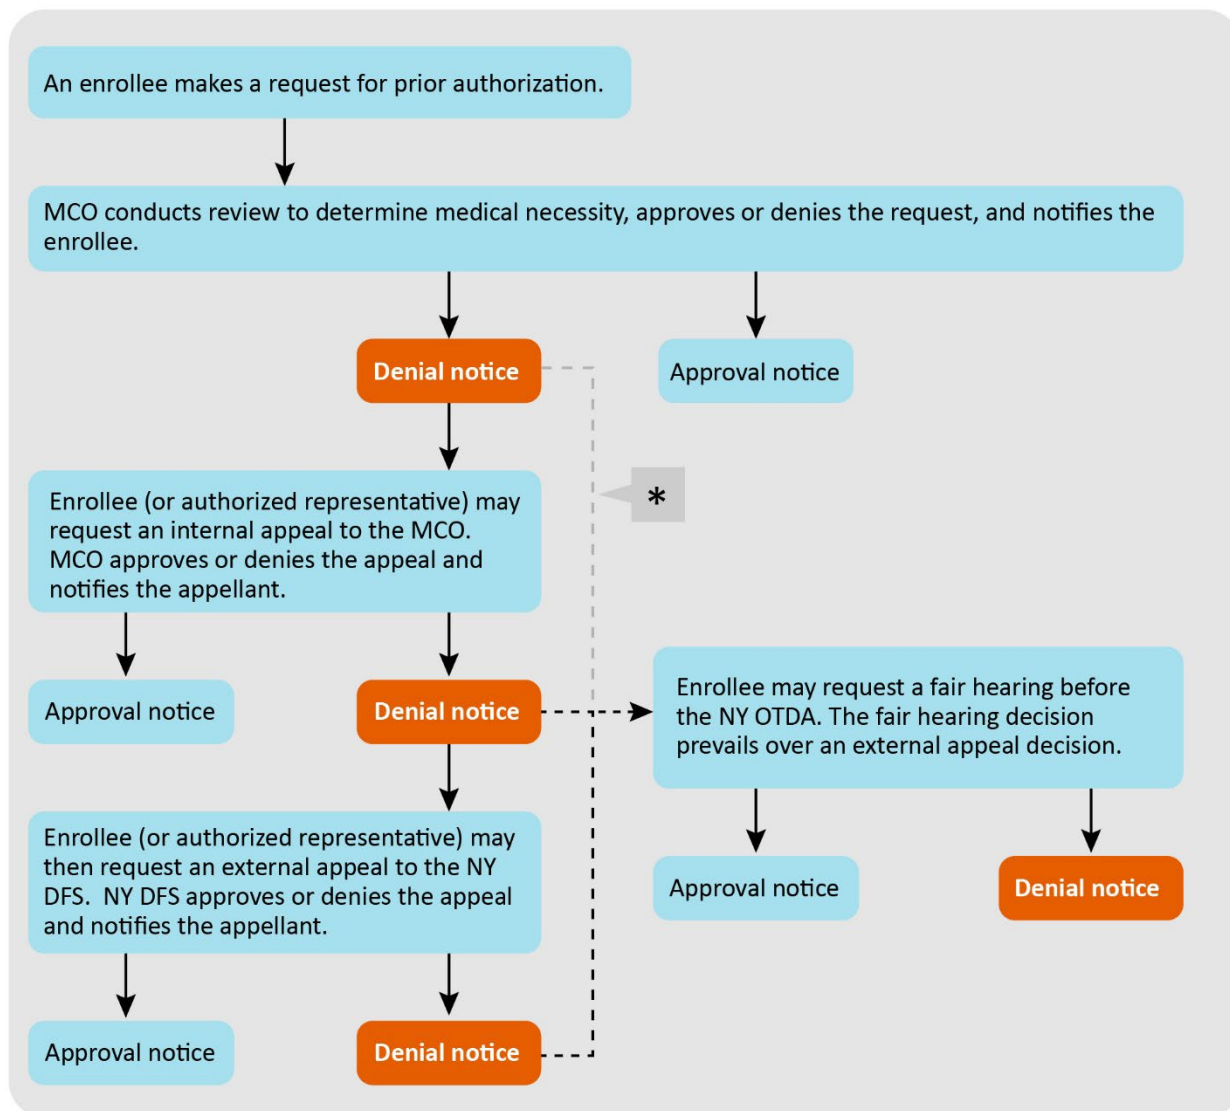 An enrollee makes a request for prior authorization.
MCO conducts review to determine medical necessity, approves or denies the request, and notifies the
enrollee.
Denial notice
Approval notice
*
Enrollee (or authorized representative) may
request an internal appeal to the MCO.
MCO approves or denies the appeal and
notifies the appellant.
Approval notice
Denial notice
Enrollee may request a fair hearing before
the NY OTDA. The fair hearing decision
prevails over an external appeal decision.
Enrollee (or authorized representative) may
then request an external appeal to the NY
DFS.  NY DFS approves or denies the appeal
and notifies the appellant.
Approval notice
Denial notice
Approval notice
Denial notice